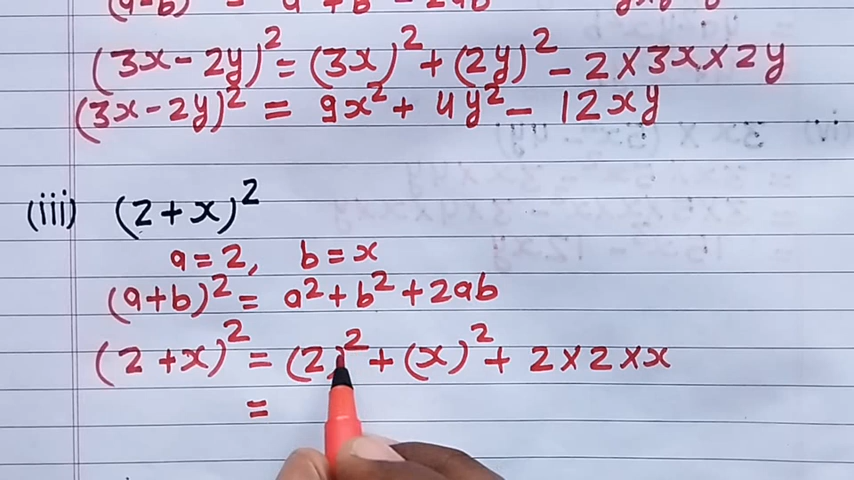 (3x - 2y)² = (3x)² + (2y)² - 2 × 3x × 2y
(3x - 2y)² = 9x² + 4y² - 12xy
(iii) (2 + x)²
a = 2, b = x
(a+b)² = a² + b² + 2ab
(2 + x)² = (2)² + (x)² + 2 × 2 × x
=